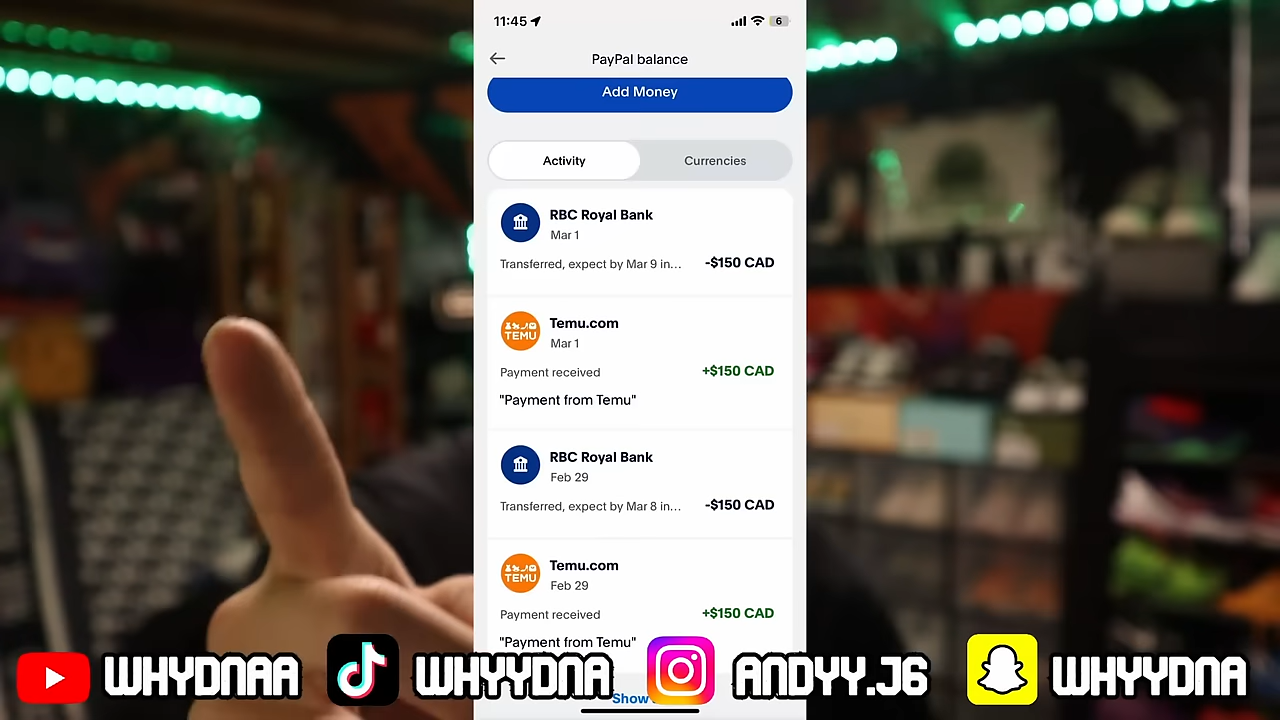 11:45
6
PayPal balance
Add Money
Activity
Currencies
RBC Royal Bank
Mar 1
Transferred, expect by Mar 9 in...
-$150 CAD
TEMU
Temu.com
Mar 1
Payment received
+$150 CAD
"Payment from Temu"
RBC Royal Bank
Feb 29
Transferred, expect by Mar 8 in...
-$150 CAD
TEMU
Temu.com
Feb 29
Payment received
+$150 CAD
"Payment from Temu"
Show
WHYDNAA
WHYYDNA
ANDYY.J6
WHYYDNA